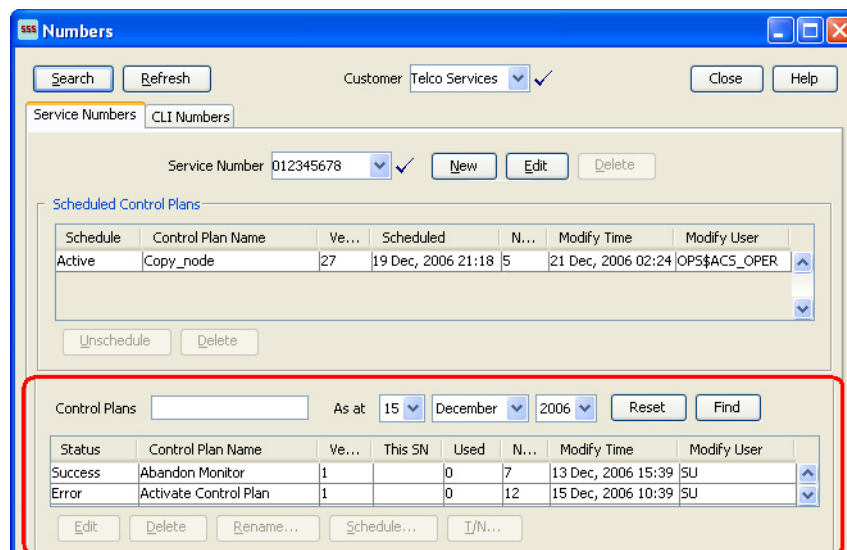 SSS Numbers
Search Refresh Customer Telco Services Close Help
Service Numbers CLI Numbers
Service Number 012345678 New Edit Delete
Scheduled Control Plans
Schedule Control Plan Name Ve... Scheduled N... Modify Time Modify User
Active Copy_node 27 19 Dec, 2006 21:18 5 21 Dec, 2006 02:24 OPS$ACS_OPER
Unschedule Delete
Control Plans As at 15 December 2006 Reset Find
Status Control Plan Name Ve... This SN Used N... Modify Time Modify User
Success Abandon Monitor 1 0 7 13 Dec, 2006 15:39 SU
Error Activate Control Plan 1 0 12 15 Dec, 2006 10:39 SU
Edit Delete Rename... Schedule... T/N...